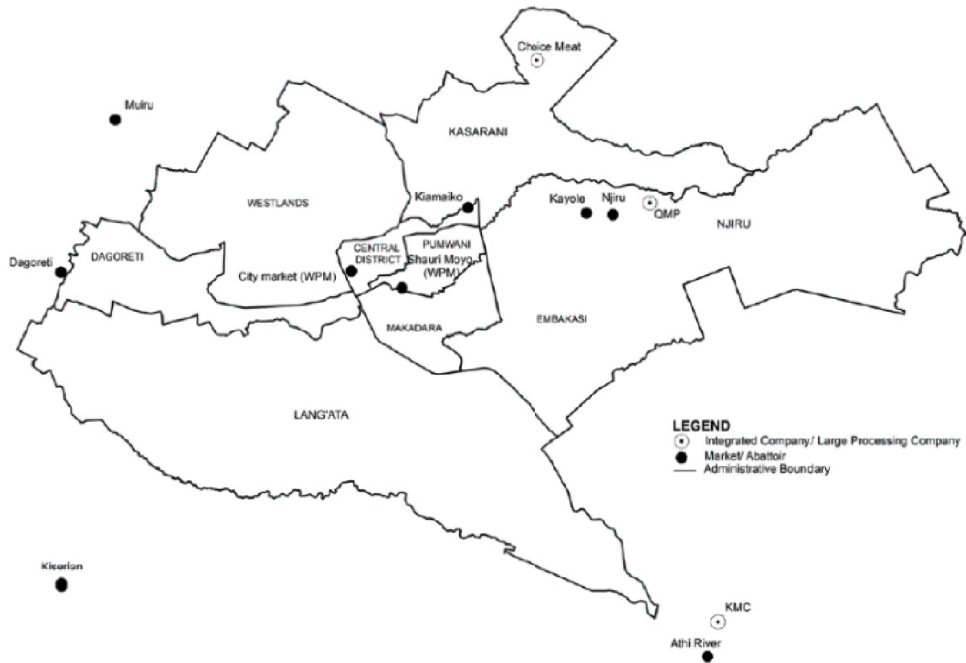 Choice Meat
Muiru
KASARANI
WESTLANDS
Kiamaiko
Kayole
Njiru
QMP
NJIRU
DAGORETI
Dagoreti
CENTRAL
DISTRICT
PUMWANI
Shauri Moyo
(WPM)
City market (WPM)
MAKADARA
EMBAKASI
LANG'ATA
LEGEND
Integrated Company/ Large Processing Company
Market/ Abattoir
Administrative Boundary
Kiserian
KMC
Athi River